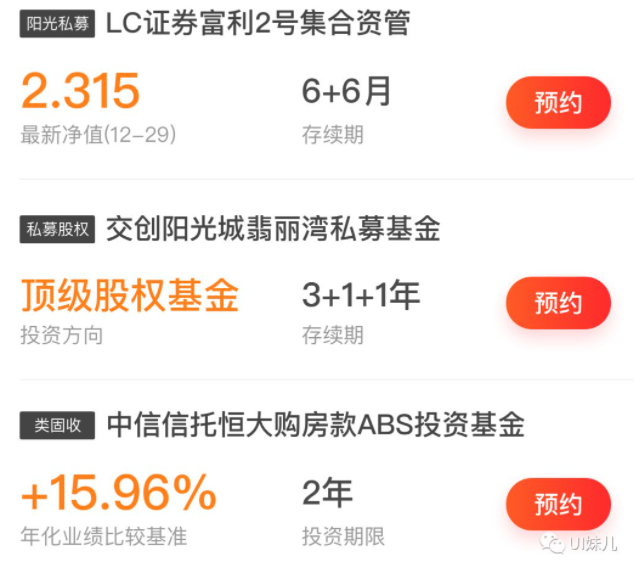 阳光私募 LC证券富利2号集合资管
2.315 6+6月 预约
最新净值(12-29) 存续期
私募股权 交创阳光城翡丽湾私募基金
顶级股权基金 3+1+1年 预约
投资方向 存续期
类固收 中信信托恒大购房款ABS投资基金
+15.96% 2年 预约
年化业绩比较基准 投资期限
UI妹儿